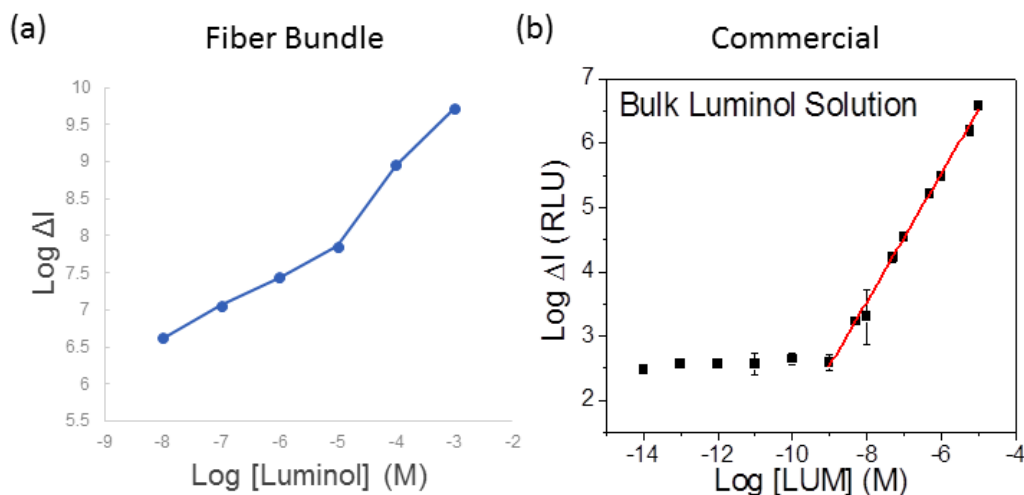 (a)
Fiber Bundle
10
9.5
9
8.5
8
7.5
7
6.5
6
5.5
Log ΔI
-9 -8 -7 -6 -5 -4 -3 -2
Log [Luminol] (M)
(b)
Commercial
Bulk Luminol Solution
7
6
5
4
3
2
Log ΔI (RLU)
-14 -12 -10 -8 -6 -4
Log [LUM] (M)